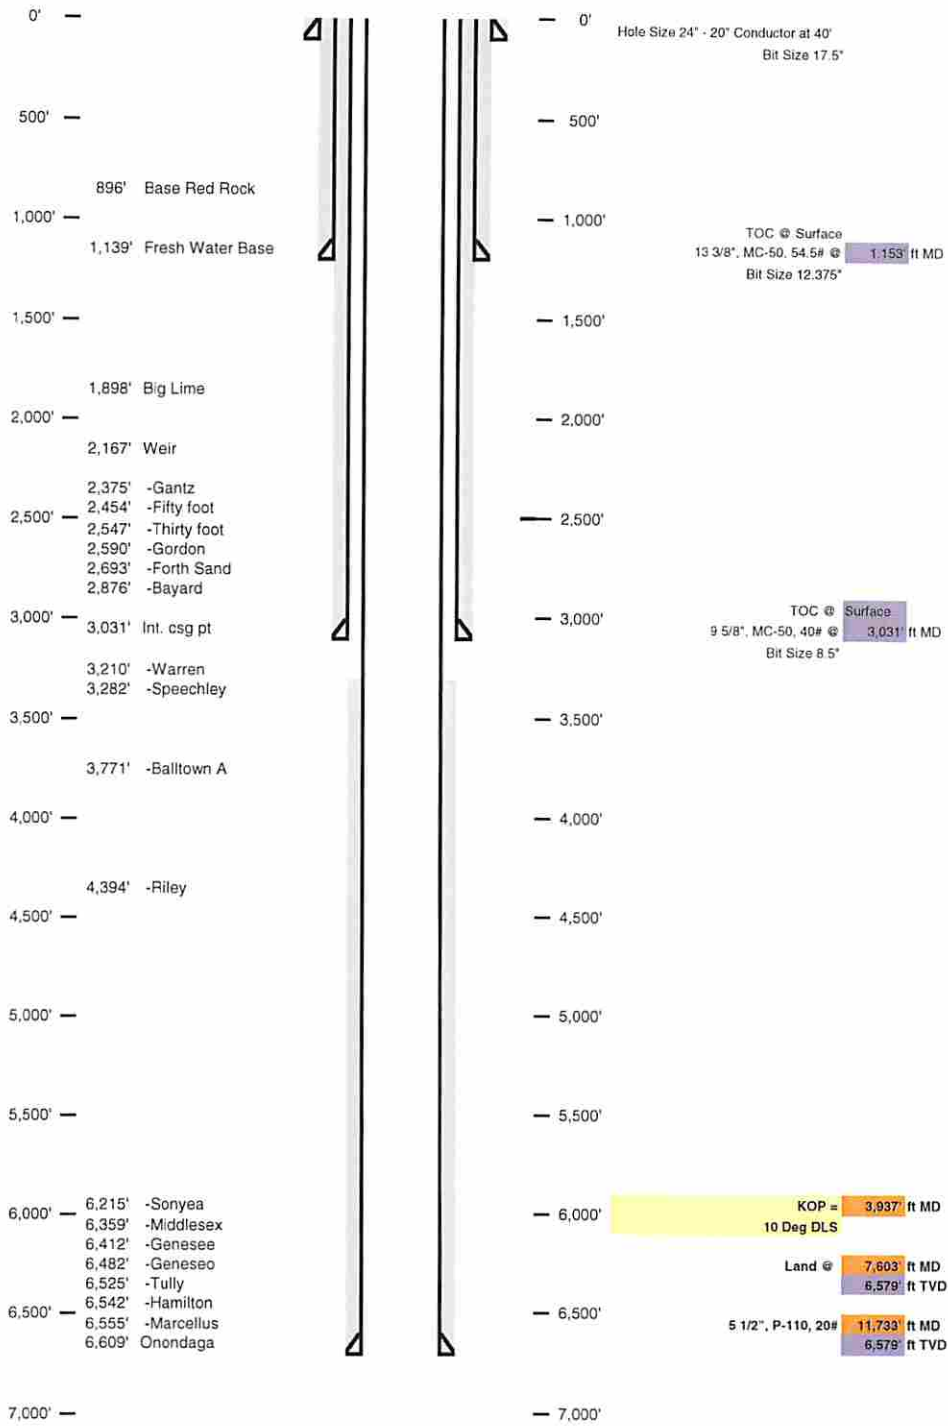 0'
0'
Hole Size 24" - 20" Conductor at 40'
Bit Size 17.5"
500'
500'
896' Base Red Rock
1,000'
1,000'
TOC @ Surface
1,139' Fresh Water Base
13 3/8", MC-50, 54.5# @ 1,153' ft MD
Bit Size 12.375"
1,500'
1,500'
1,898' Big Lime
2,000'
2,000'
2,167' Weir
2,375' -Gantz
2,454' -Fifty foot
2,500'
2,500'
2,547' -Thirty foot
2,590' -Gordon
2,693' -Forth Sand
2,876' -Bayard
3,000'
3,000'
TOC @ Surface
3,031' Int. csg pt
9 5/8", MC-50, 40# @ 3,031' ft MD
Bit Size 8.5"
3,210' -Warren
3,282' -Speechley
3,500'
3,500'
3,771' -Balltown A
4,000'
4,000'
4,394' -Riley
4,500'
4,500'
5,000'
5,000'
5,500'
5,500'
6,215' -Sonyea
KOP = 3,937' ft MD
6,000'
6,000'
6,359' -Middlesex
10 Deg DLS
6,412' -Genesee
6,482' -Geneseo
Land @ 7,603' ft MD
6,525' -Tully
6,579' ft TVD
6,542' -Hamilton
6,500'
6,500'
6,555' -Marcellus
5 1/2", P-110, 20# 11,733' ft MD
6,609' Onondaga
6,579' ft TVD
7,000'
7,000'